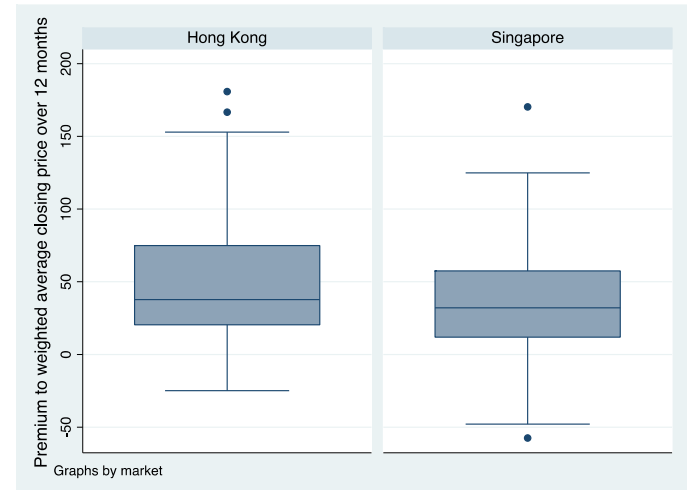 Hong Kong
Singapore
Premium to weighted average closing price over 12 months
200
150
100
50
0
-50
Graphs by market